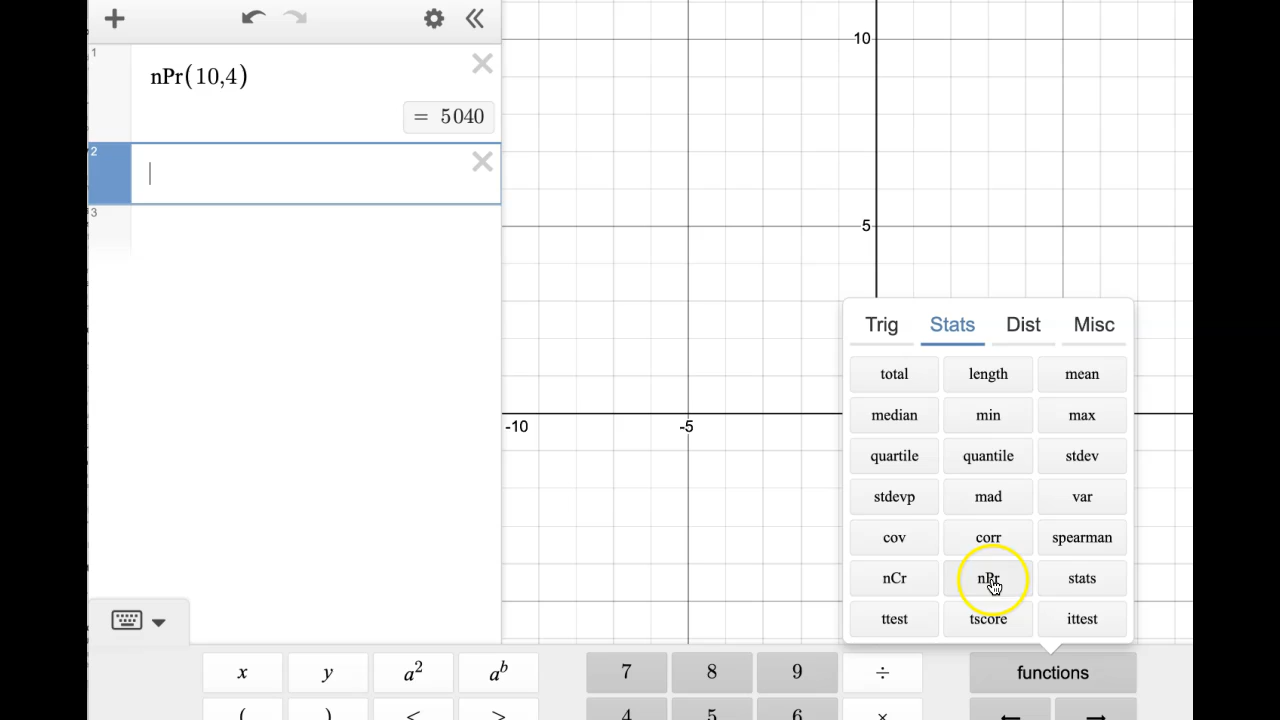 1
nPr(10,4)
= 5040
2
3
10
5
-10 -5
Trig Stats Dist Misc
total length mean
median min max
quartile quantile stdev
stdevp mad var
cov corr spearman
nCr nPr stats
ttest tscore ittest
x y a² aᵇ 7 8 9 ÷ functions
( ) < > 4 5 6 × ← →